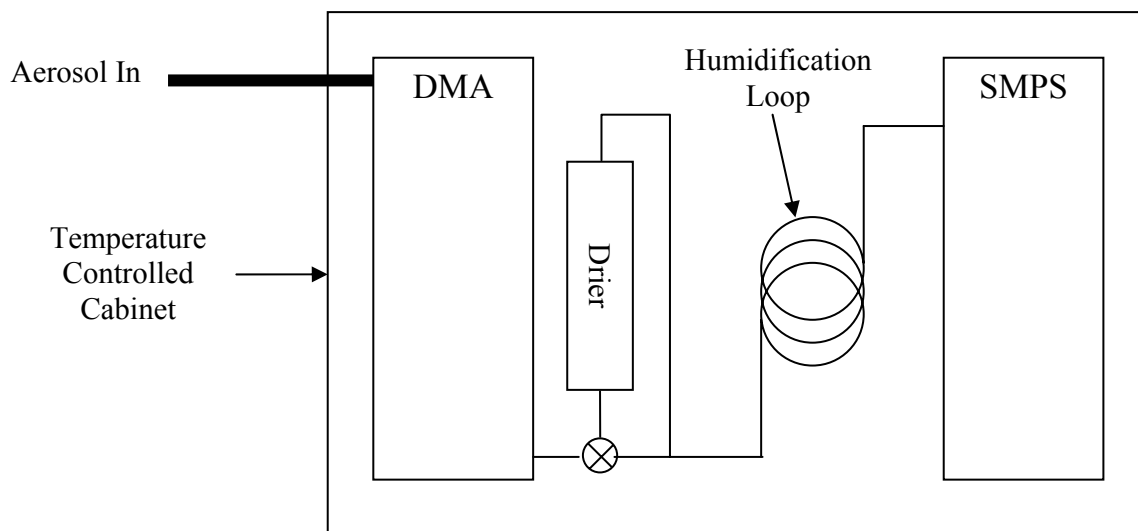 Aerosol In
DMA
Humidification
Loop
SMPS
Temperature
Controlled
Cabinet
Drier